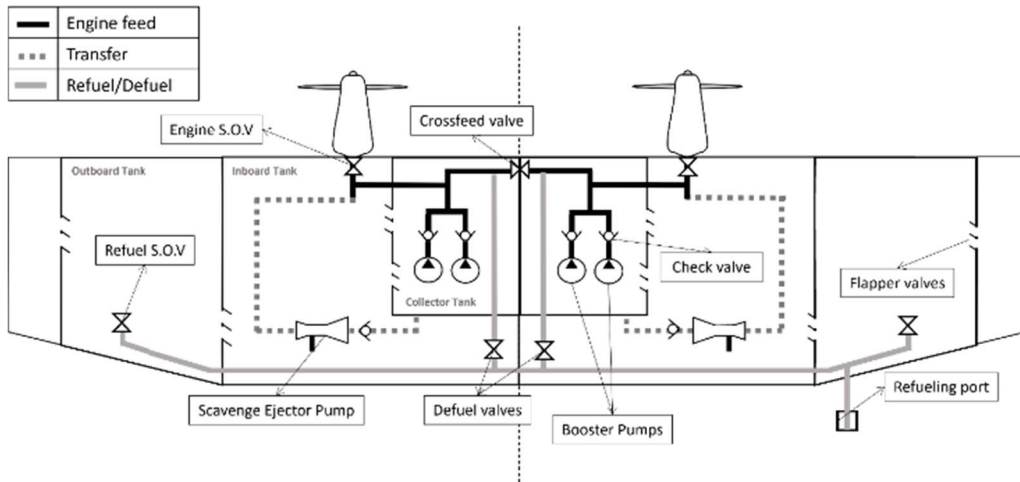 Engine feed
Transfer
Refuel/Defuel
Crossfeed valve
Engine S.O.V
Outboard Tank
Inboard Tank
Refuel S.O.V
Check valve
Flapper valves
Collector Tank
Scavenge Ejector Pump
Defuel valves
Booster Pumps
Refueling port